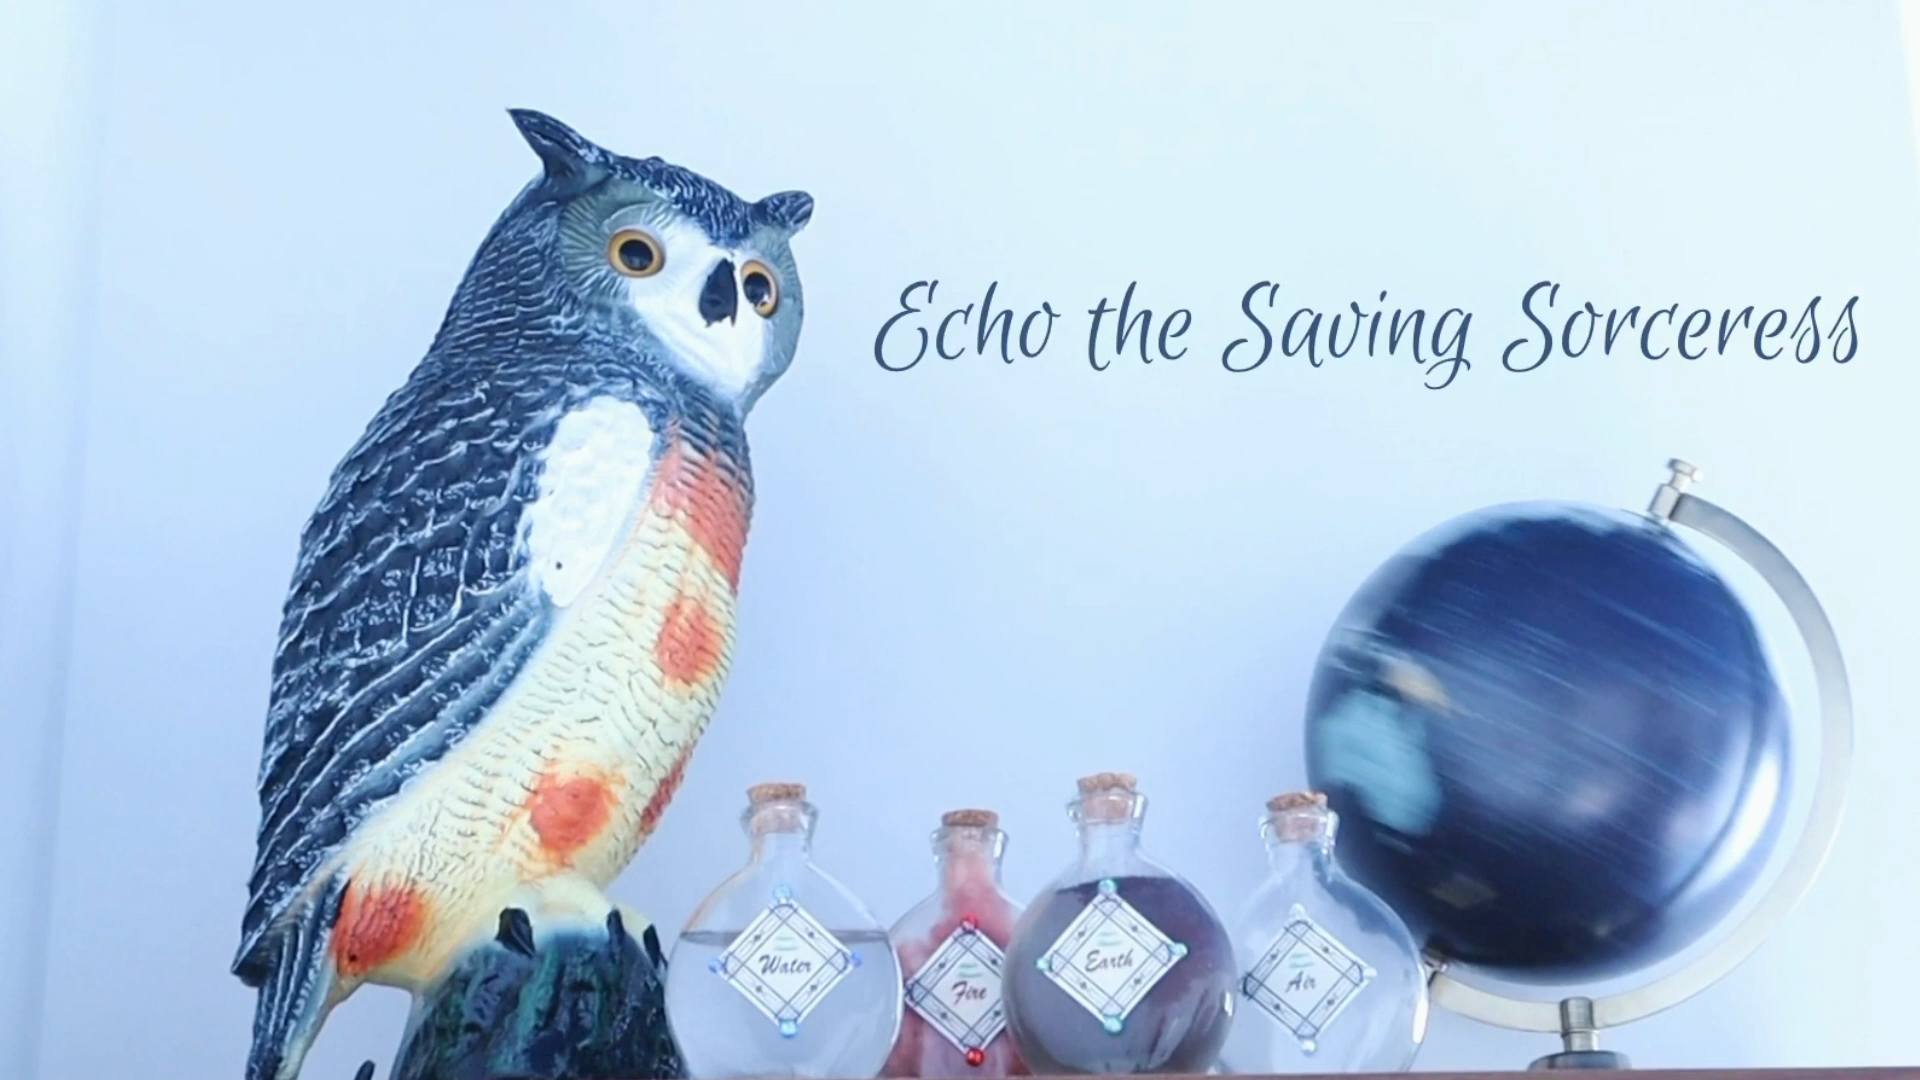 Echo the Saving Sorceress
Water
Fire
Earth
Air